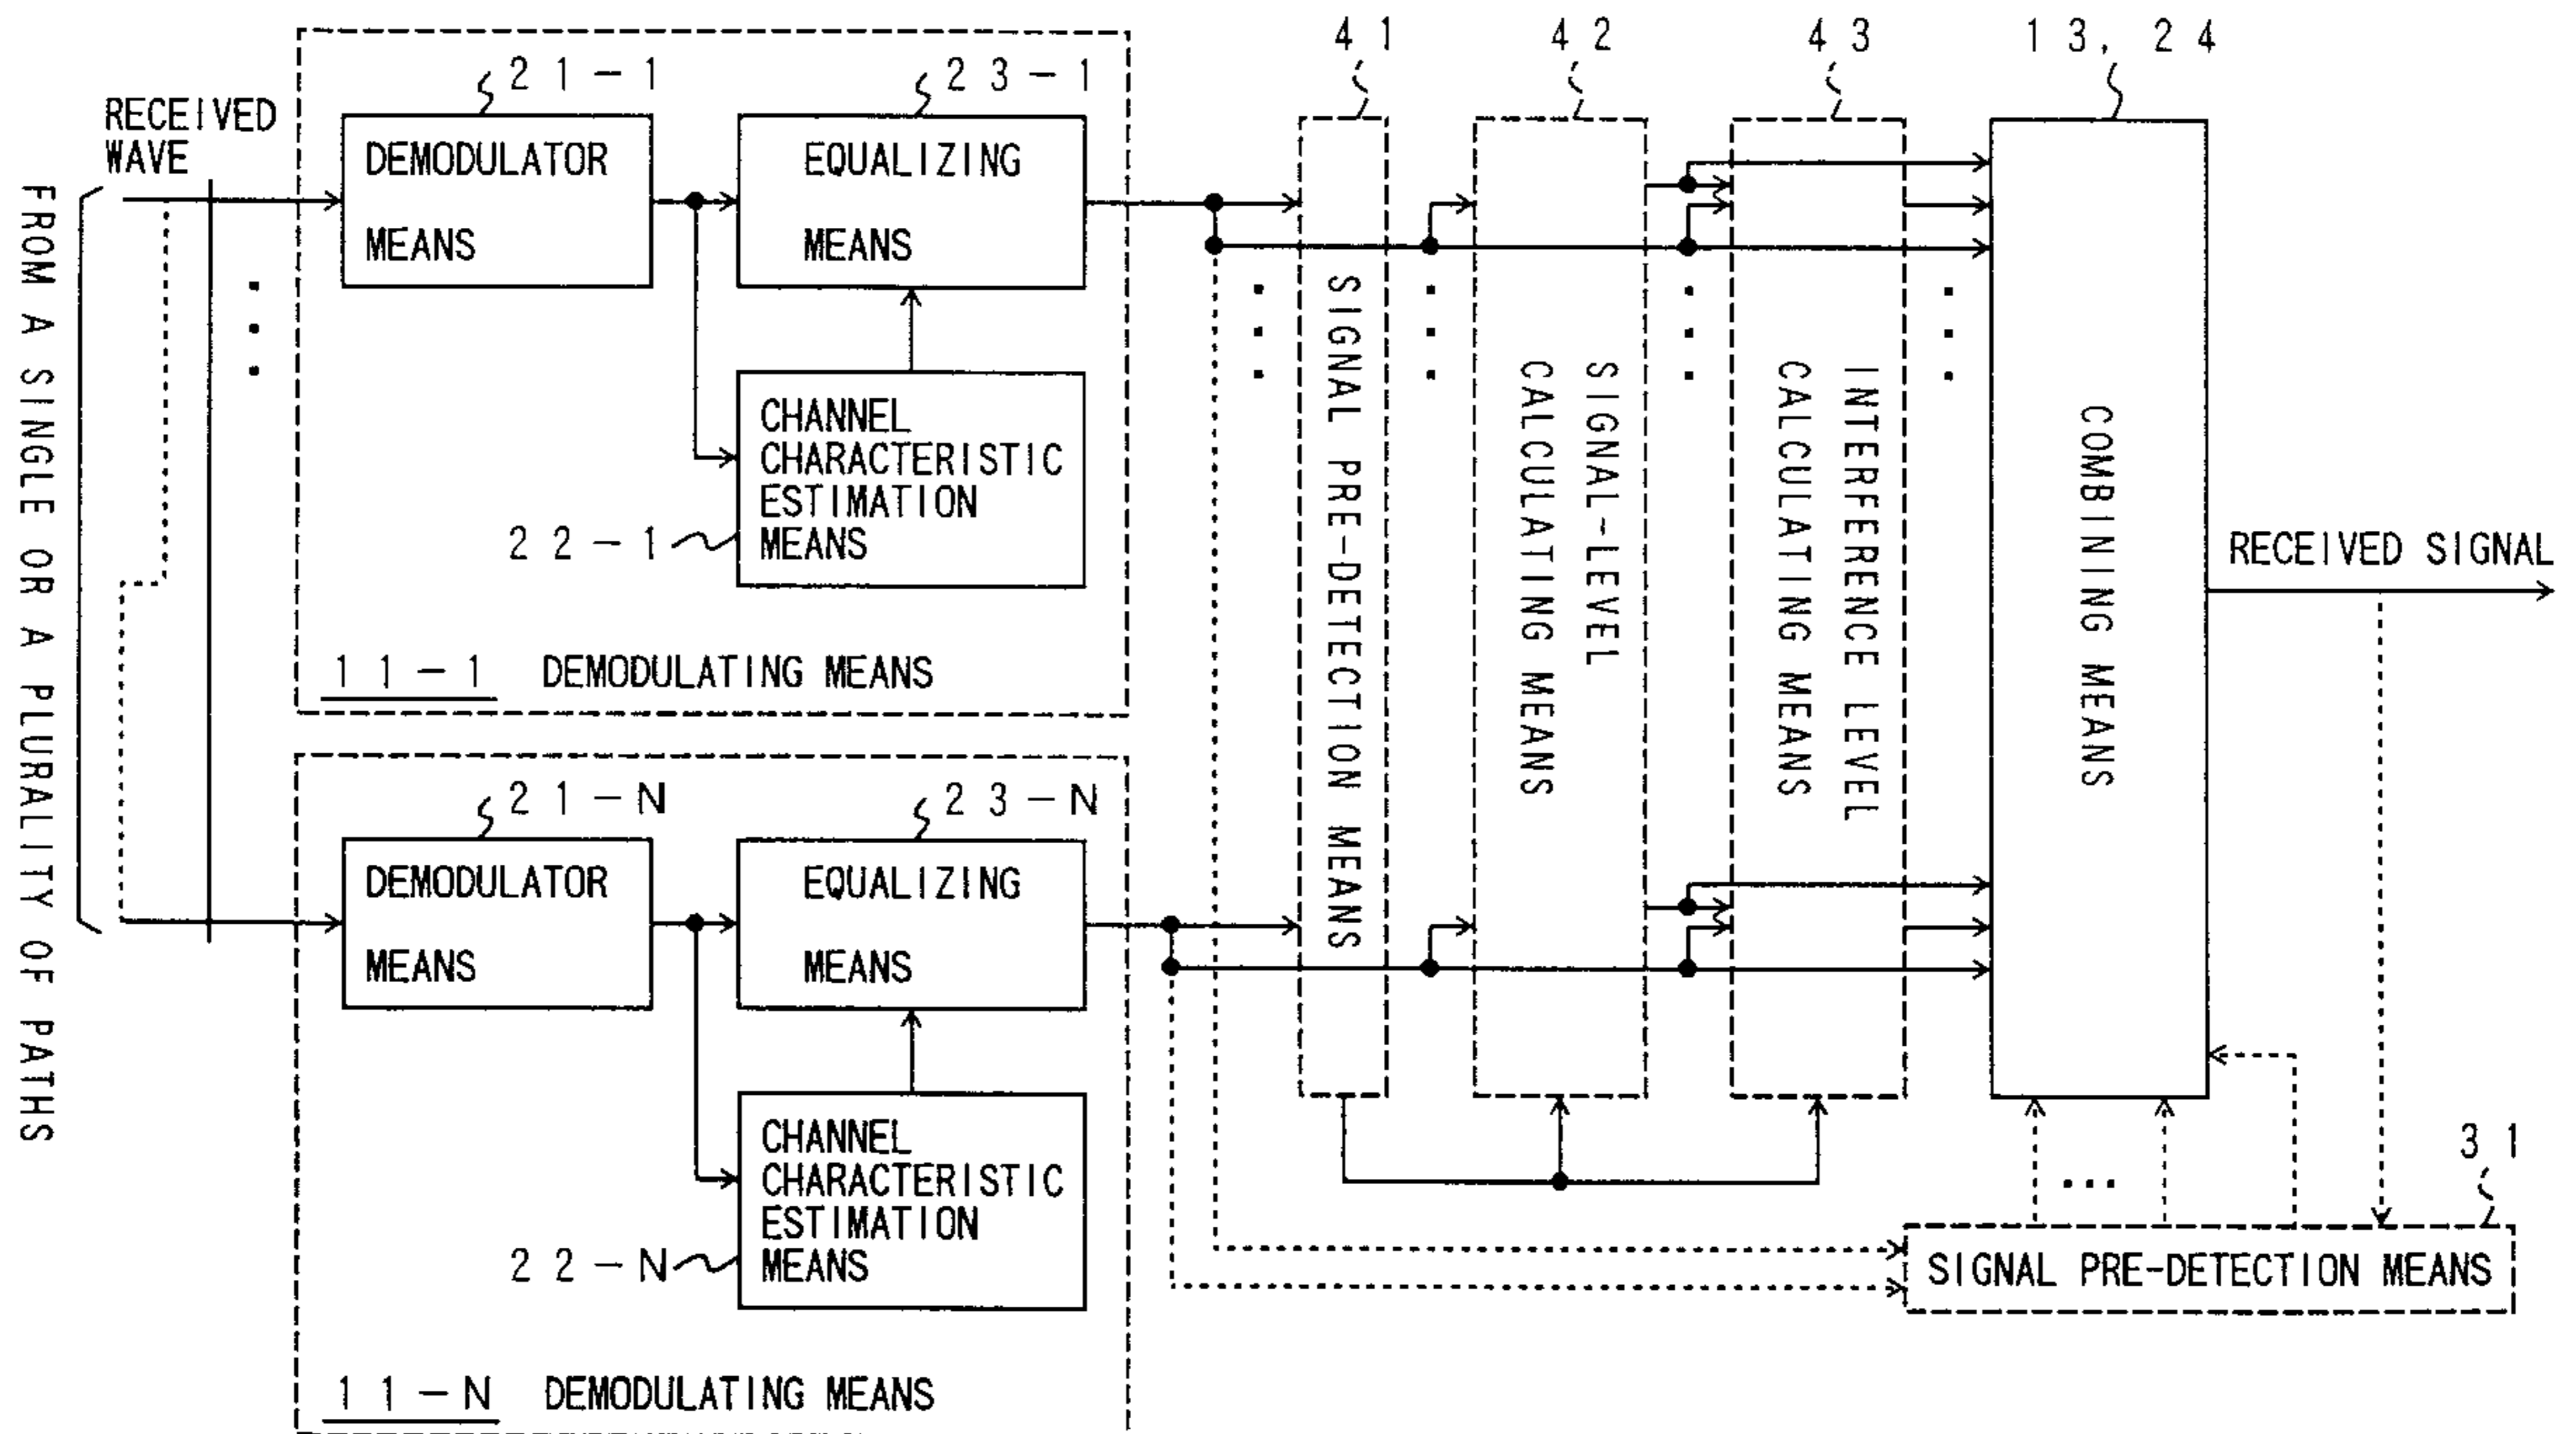 41
42
43
13, 24
21-1
23-1
RECEIVED
WAVE
DEMODULATOR
MEANS
EQUALIZING
MEANS
CHANNEL
CHARACTERISTIC
ESTIMATION
MEANS
22-1
11-1 DEMODULATING MEANS
FROM A SINGLE OR A PLURALITY OF PATHS
SIGNAL PRE-DETECTION MEANS
SIGNAL-LEVEL
CALCULATING MEANS
INTERFERENCE LEVEL
CALCULATING MEANS
COMBINING MEANS
RECEIVED SIGNAL
21-N
23-N
DEMODULATOR
MEANS
EQUALIZING
MEANS
CHANNEL
CHARACTERISTIC
ESTIMATION
MEANS
22-N
11-N DEMODULATING MEANS
31
SIGNAL PRE-DETECTION MEANS